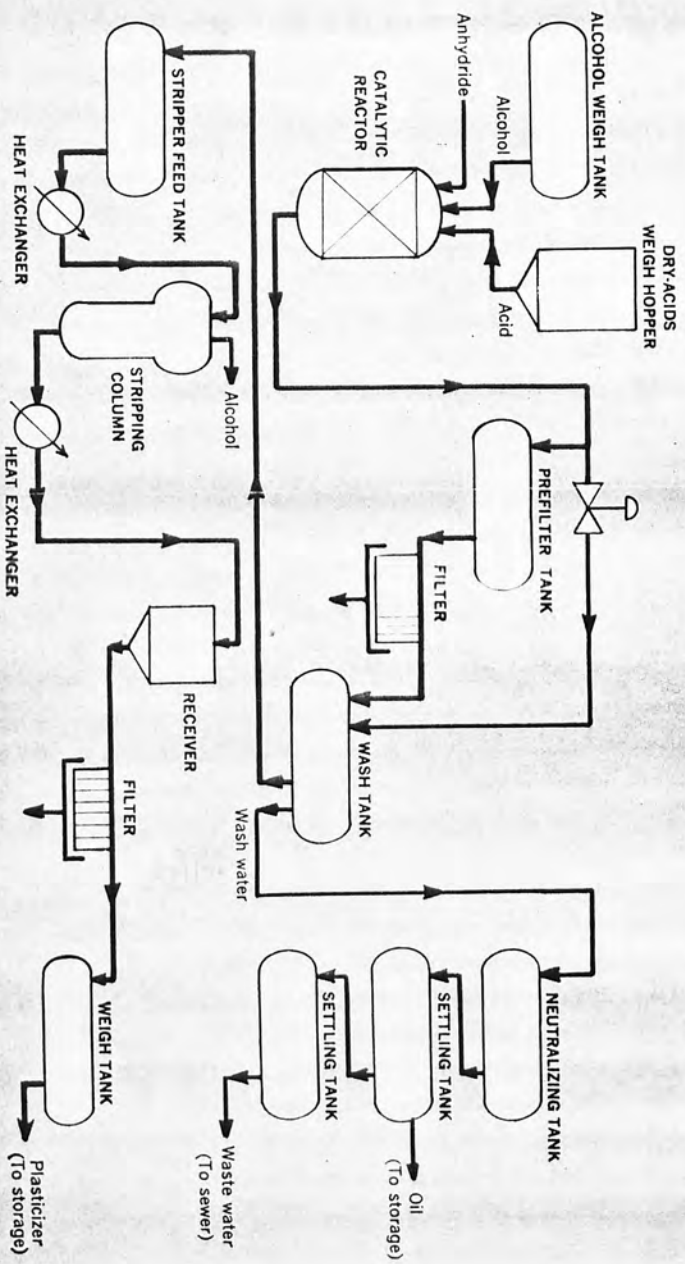 ALCOHOL WEIGH TANK
DRY-ACIDS
WEIGH HOPPER
Alcohol
Anhydride
Acid
CATALYTIC
REACTOR
PREFILTER TANK
FILTER
WASH TANK
Wash water
NEUTRALIZING TANK
SETTLING TANK
SETTLING TANK
Oil
(To storage)
Waste water
(To sewer)
STRIPPER FEED TANK
HEAT EXCHANGER
Alcohol
STRIPPING
COLUMN
HEAT EXCHANGER
RECEIVER
FILTER
WEIGH TANK
Plasticizer
(To storage)